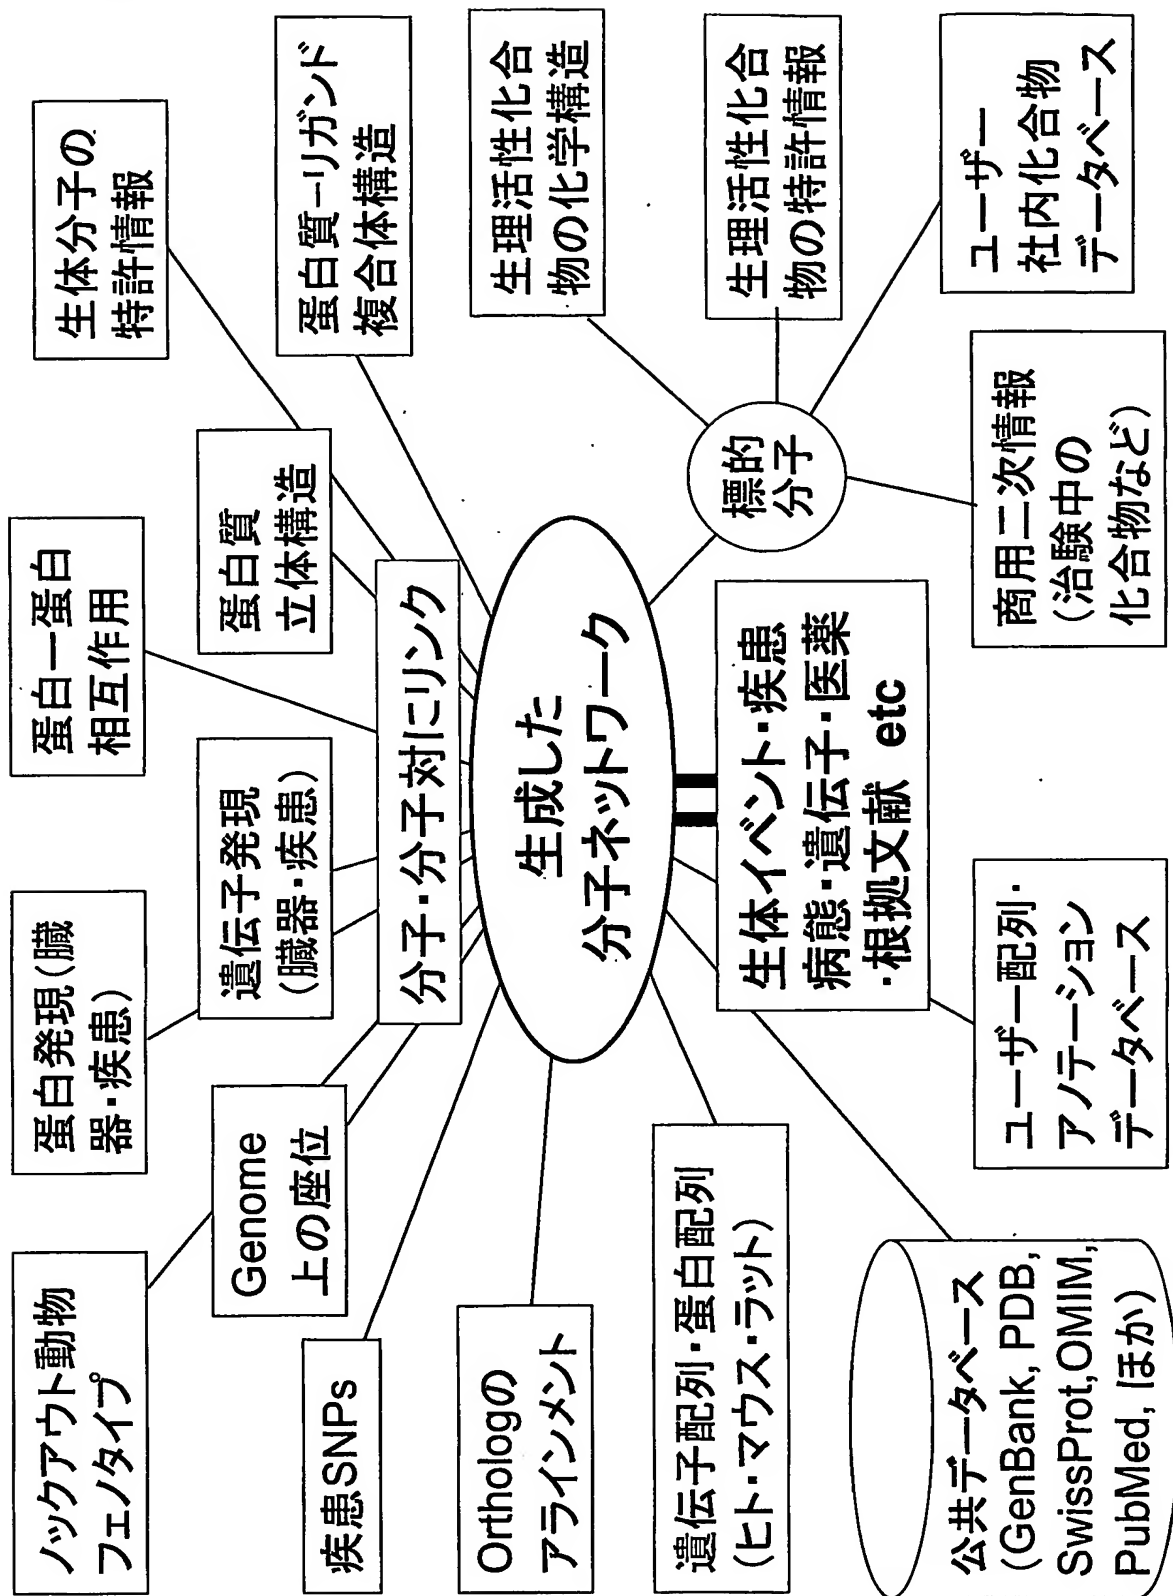 ノックアウト動物
フェノタイプ
蛋白発現(臓
器・疾患)
蛋白ー蛋白
相互作用
生体分子の
特許情報
Genome
上の座位
遺伝子発現
(臓器・疾患)
蛋白質
立体構造
蛋白質ーリガンド
複合体構造
疾患SNPs
分子・分子対にリンク
Orthologの
アラインメント
生成した
分子ネットワーク
生理活性化合
物の化学構造
遺伝子配列・蛋白配列
(ヒト・マウス・ラット)
生体イベント・疾患・
病態・遺伝子・医薬
・根拠文献 etc
標的
分子
生理活性化合
物の特許情報
公共データベース
(GenBank, PDB,
SwissProt,OMIM,
PubMed, ほか)
ユーザー配列・
アノテーション
データベース
商用二次情報
(治験中の
化合物など)
ユーザー
社内化合物
データベース